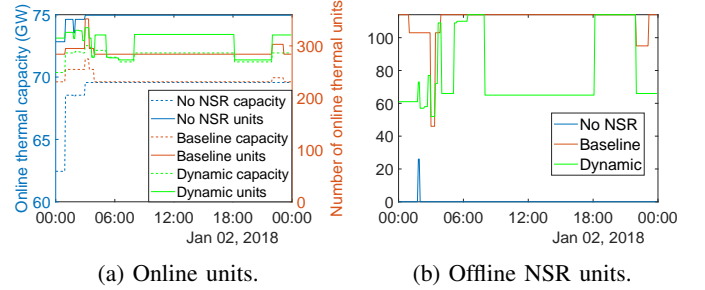 Online thermal capacity (GW)
75
70
65
60
300
200
100
0
Number of online thermal units
No NSR capacity
No NSR units
Baseline capacity
Baseline units
Dynamic capacity
Dynamic units
00:00 06:00 12:00 18:00 00:00
Jan 02, 2018
(a) Online units.
100
80
60
40
20
0
No NSR
Baseline
Dynamic
00:00 06:00 12:00 18:00 00:00
Jan 02, 2018
(b) Offline NSR units.